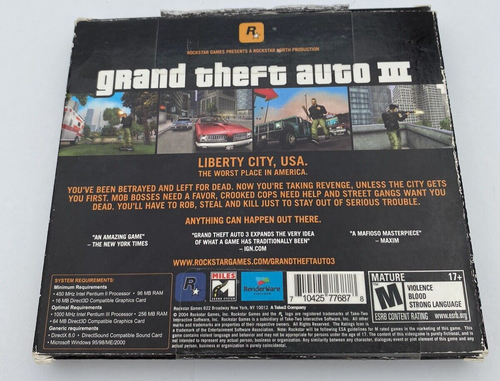 R
ROCKSTAR GAMES PRESENTS A ROCKSTAR NORTH PRODUCTION
grand theft auto III
LIBERTY CITY, USA.
THE WORST PLACE IN AMERICA.
YOU'VE BEEN BETRAYED AND LEFT FOR DEAD. NOW YOU'RE TAKING REVENGE, UNLESS THE CITY GETS
YOU FIRST. MOB BOSSES NEED A FAVOR, CROOKED COPS NEED HELP AND STREET GANGS WANT YOU
DEAD. YOU'LL HAVE TO ROB, STEAL AND KILL JUST TO STAY OUT OF SERIOUS TROUBLE.
ANYTHING CAN HAPPEN OUT THERE.
"AN AMAZING GAME"
– THE NEW YORK TIMES
"GRAND THEFT AUTO 3 EXPANDS THE VERY IDEA
OF WHAT A GAME HAS TRADITIONALLY BEEN"
– IGN.COM
"A MAFIOSO MASTERPIECE"
– MAXIM
WWW.ROCKSTARGAMES.COM/GRANDTHEFTAUTO3
SYSTEM REQUIREMENTS:
Minimum Requirements
• 450 MHz Intel Pentium II Processor • 96 MB RAM
• 16 MB Direct3D Compatible Graphics Card
Optimal Requirements
• 1000 MHz Intel Pentium III Processor • 256 MB RAM
• 64 MB Direct3D Compatible Graphics Card
Generic requirements:
• DirectX 8.0 • DirectSound Compatible Sound Card
• Microsoft Windows 95/98/ME/2000
R
MILES
RenderWare
7 10425 77687 8
MATURE 17+
M
VIOLENCE
BLOOD
STRONG LANGUAGE
ESRB CONTENT RATING www.esrb.org
Rockstar Games 622 Broadway New York, NY 10012 A Take2 Company